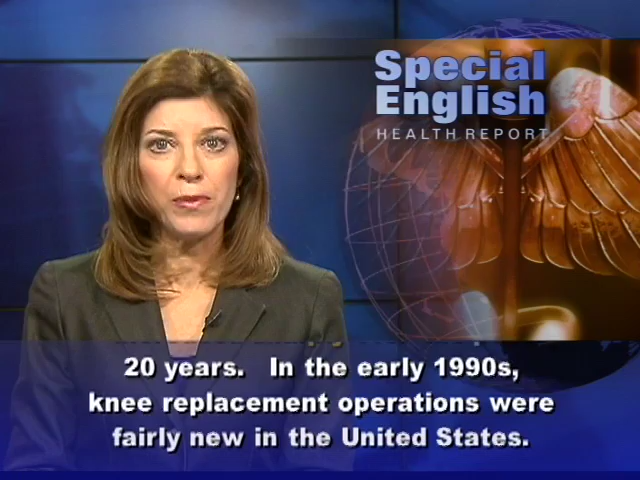 Special
English
HEALTH REPORT
20 years. In the early 1990s,
knee replacement operations were
fairly new in the United States.